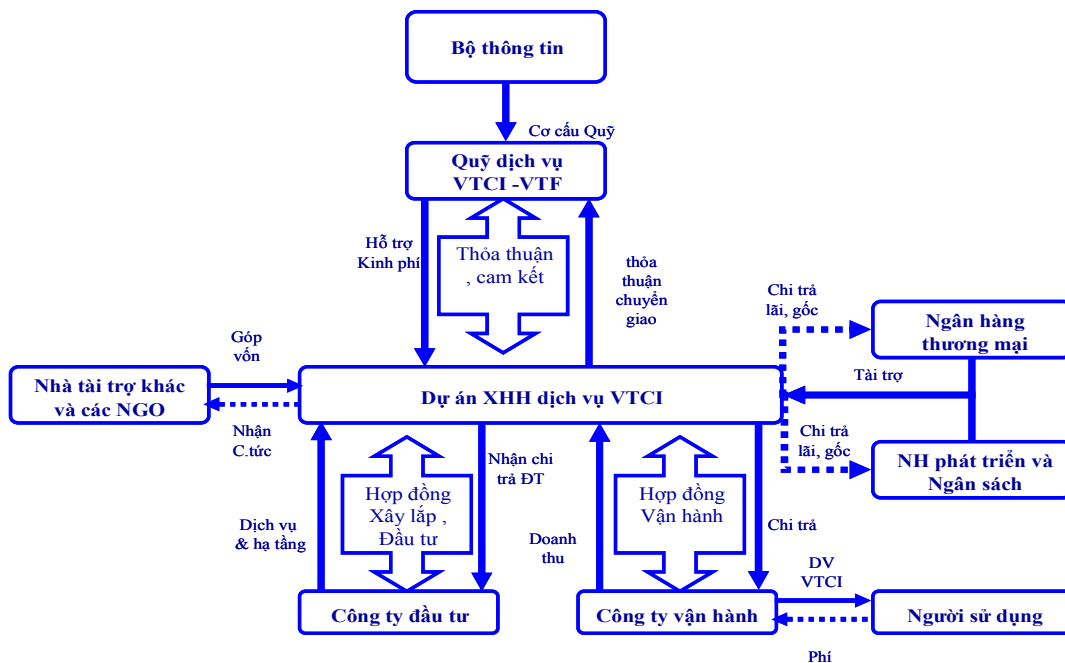 Bộ thông tin
Cơ cấu Quỹ
Quỹ dịch vụ
VTCI -VTF
Hỗ trợ
Kinh phí
Thỏa thuận
, cam kết
thỏa
thuận
chuyển
giao
Chi trả
lãi, gốc
Ngân hàng
thương mại
Góp
vốn
Nhà tài trợ khác
và các NGO
Dự án XHH dịch vụ VTCI
Tài trợ
Nhận
C.tức
Chi trả
lãi, gốc
NH phát triển và
Ngân sách
Nhận chi
trả ĐT
Hợp đồng
Xây lắp ,
Đầu tư
Hợp đồng
Vận hành
Dịch vụ
& hạ tầng
Doanh
thu
Chi trả
DV
VTCI
Công ty đầu tư
Công ty vận hành
Người sử dụng
Phí